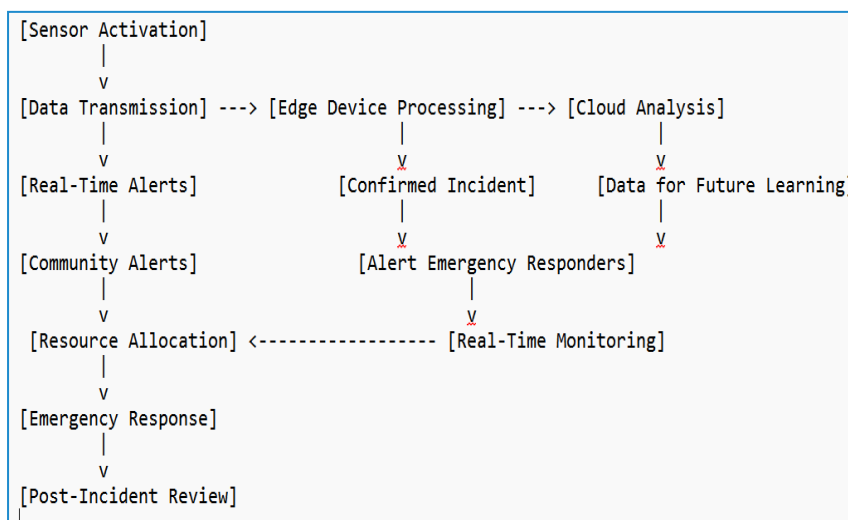 [Sensor Activation]
|
v
[Data Transmission] ---> [Edge Device Processing] ---> [Cloud Analysis]
| | |
v v v
[Real-Time Alerts] [Confirmed Incident] [Data for Future Learning]
| | |
v v v
[Community Alerts] [Alert Emergency Responders]
| |
v v
[Resource Allocation] <------------------ [Real-Time Monitoring]
|
v
[Emergency Response]
|
v
[Post-Incident Review]